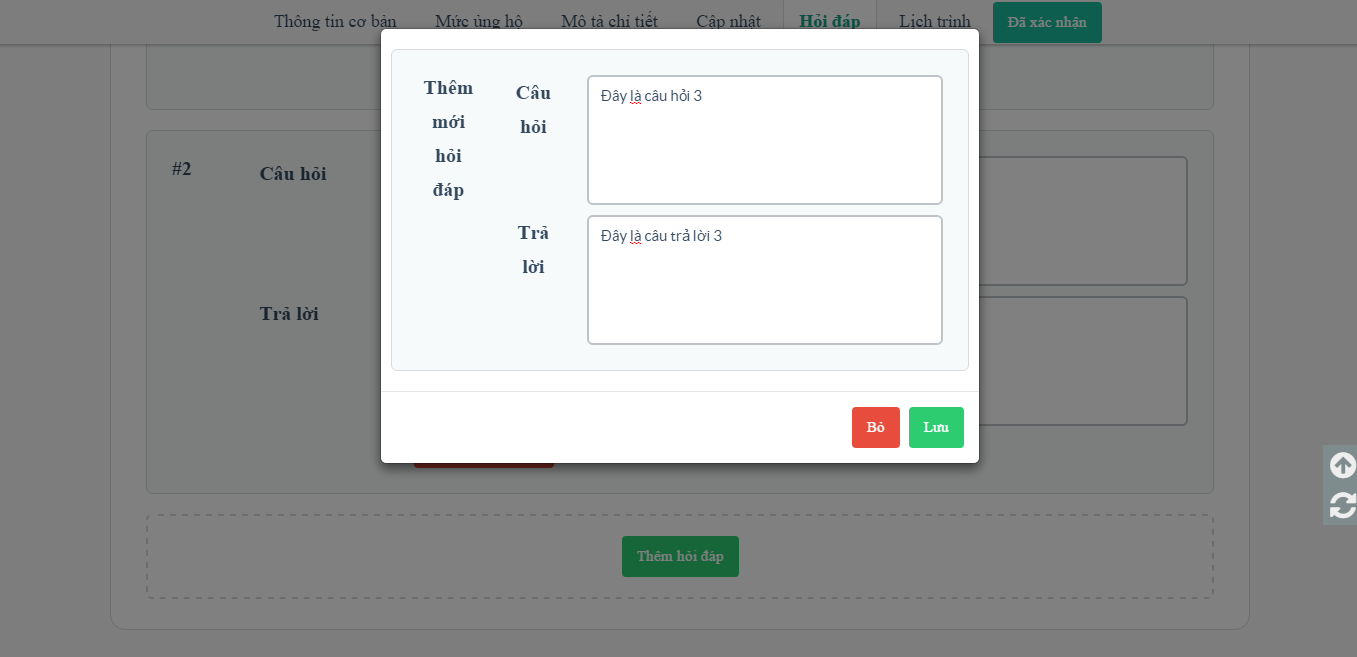 Thông tin cơ bản Mức ủng hộ Mô tả chi tiết Cập nhật Hỏi đáp Lịch trình Đã xác nhận
Thêm mới hỏi đáp
Câu hỏi
Đây là câu hỏi 3
Trả lời
Đây là câu trả lời 3
Bỏ Lưu
#2 Câu hỏi
Trả lời
Thêm hỏi đáp